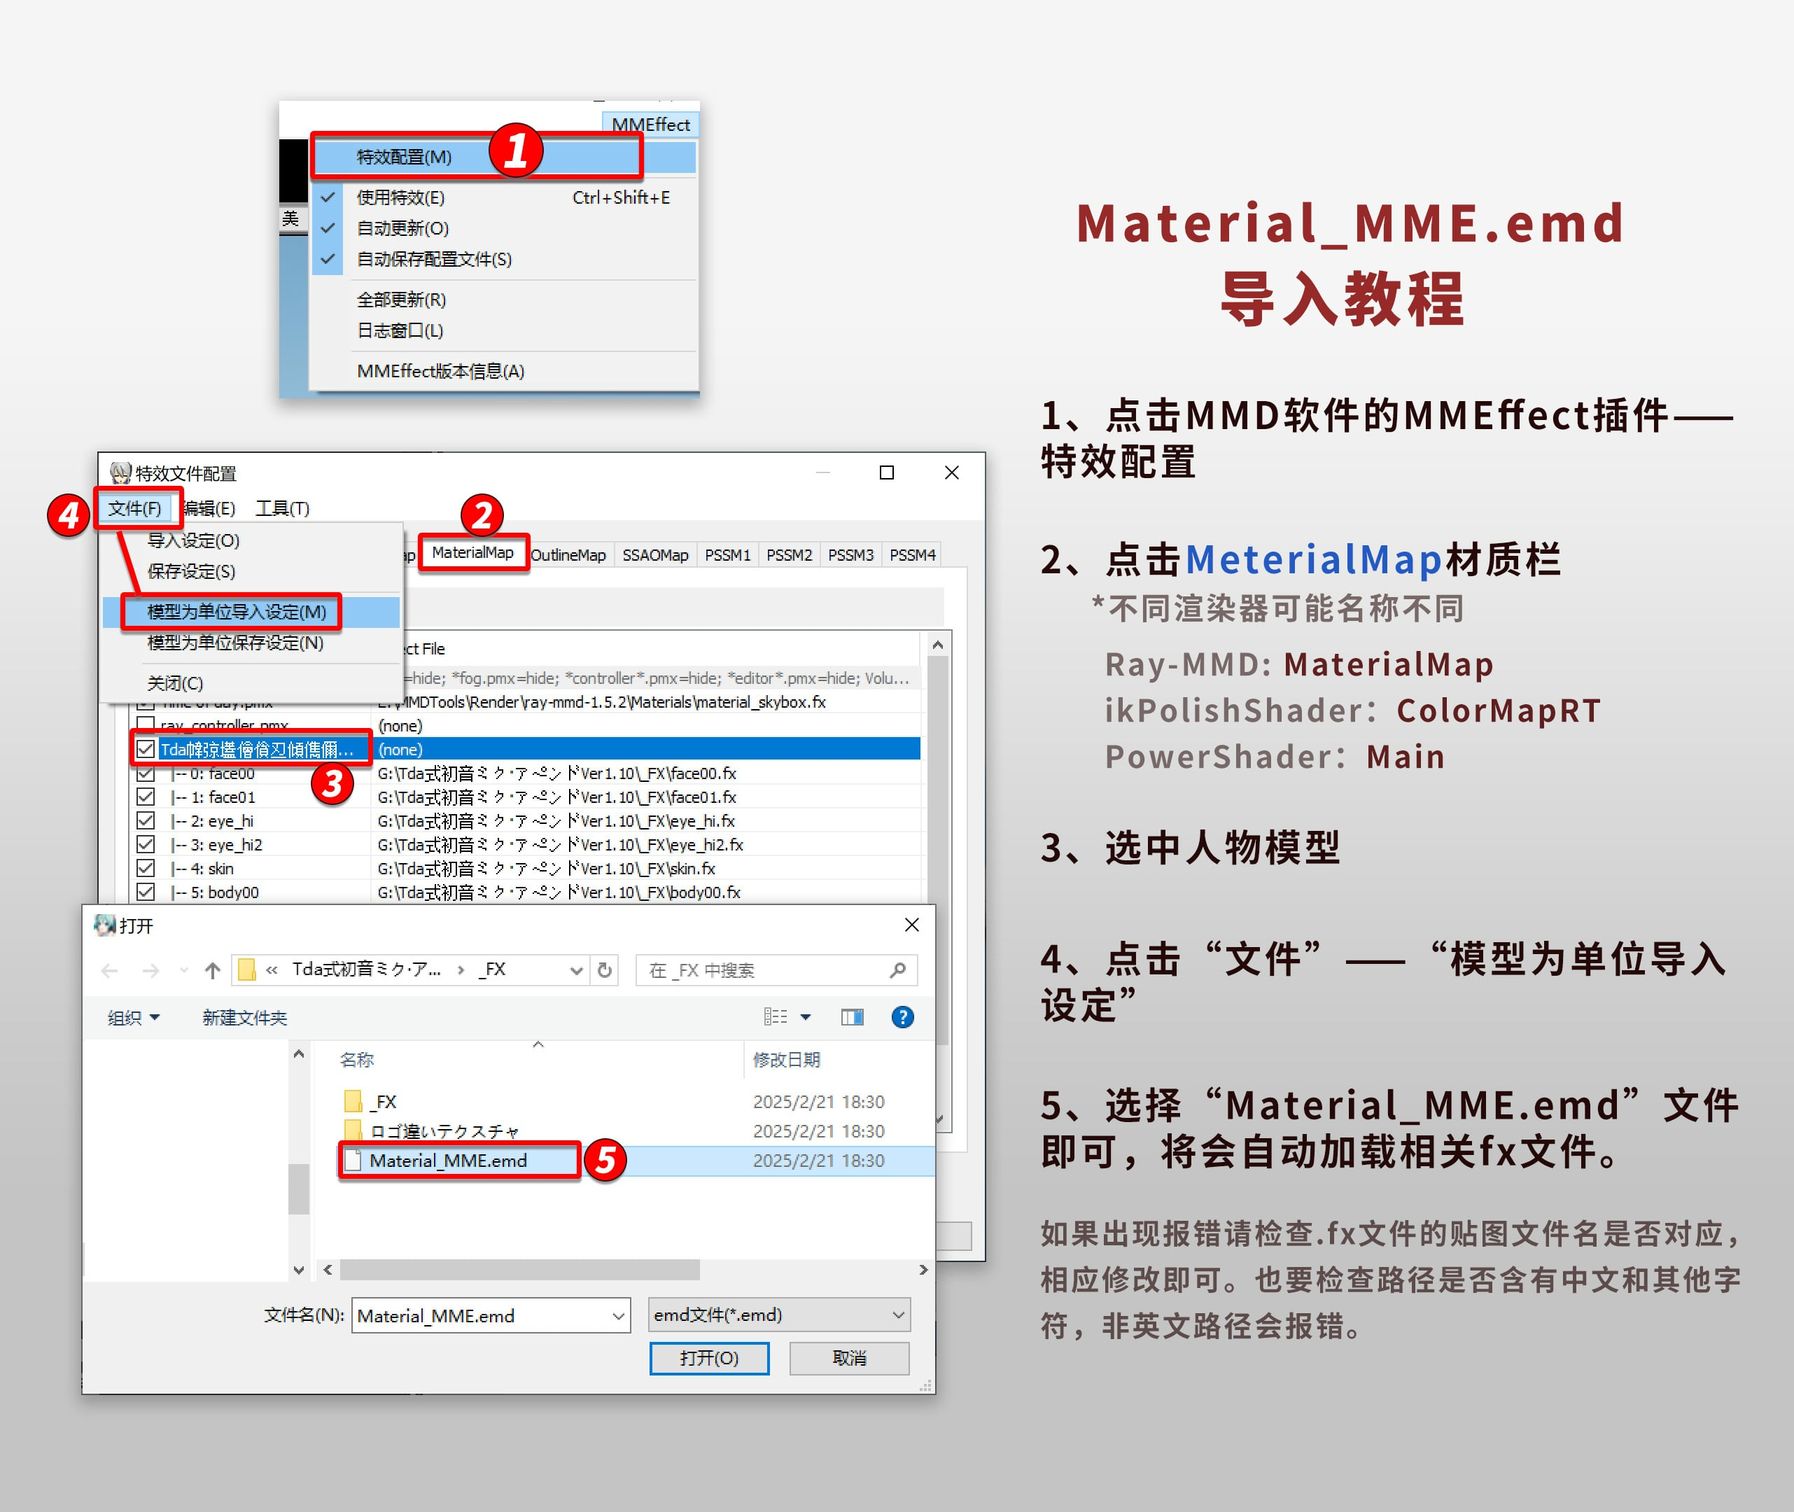 MMEffect
特效配置(M)
1
使用特效(E) Ctrl+Shift+E
美
自动更新(O)
自动保存配置文件(S)
全部更新(R)
日志窗口(L)
MMEffect版本信息(A)
特效文件配置
4
文件(F) 编辑(E) 工具(T)
2
导入设定(O)
MaterialMap OutlineMap SSAOMap PSSM1 PSSM2 PSSM3 PSSM4
保存设定(S)
模型为单位导入设定(M)
模型为单位保存设定(N)
ct File
关闭(C)
=hide; *fog.pmx=hide; *controller*.pmx=hide; *editor*.pmx=hide; Volu...
Time of day.pmx MMDTools\Render\ray-mmd-1.5.2\Materials\material_skybox.fx
ray_controller.pmx (none)
Tda (none)
3
|-- 0: face00 G:\Tda式初音ミク・アペンドVer1.10\_FX\face00.fx
|-- 1: face01 G:\Tda式初音ミク・アペンドVer1.10\_FX\face01.fx
|-- 2: eye_hi G:\Tda式初音ミク・アペンドVer1.10\_FX\eye_hi.fx
|-- 3: eye_hi2 G:\Tda式初音ミク・アペンドVer1.10\_FX\eye_hi2.fx
|-- 4: skin G:\Tda式初音ミク・アペンドVer1.10\_FX\skin.fx
|-- 5: body00 G:\Tda式初音ミク・アペンドVer1.10\_FX\body00.fx
打开
« Tda式初音ミク・ア... › _FX
在 _FX 中搜索
组织 新建文件夹
名称 修改日期
_FX 2025/2/21 18:30
ロゴ違いテクスチャ 2025/2/21 18:30
Material_MME.emd 2025/2/21 18:30
5
文件名(N): Material_MME.emd emd文件(*.emd)
打开(O) 取消
Material_MME.emd
导入教程
1、点击MMD软件的MMEffect插件——
特效配置
2、点击MeterialMap材质栏
*不同渲染器可能名称不同
Ray-MMD: MaterialMap
ikPolishShader：ColorMapRT
PowerShader：Main
3、选中人物模型
4、点击“文件”——“模型为单位导入
设定”
5、选择“Material_MME.emd”文件
即可，将会自动加载相关fx文件。
如果出现报错请检查.fx文件的贴图文件名是否对应，
相应修改即可。也要检查路径是否含有中文和其他字
符，非英文路径会报错。